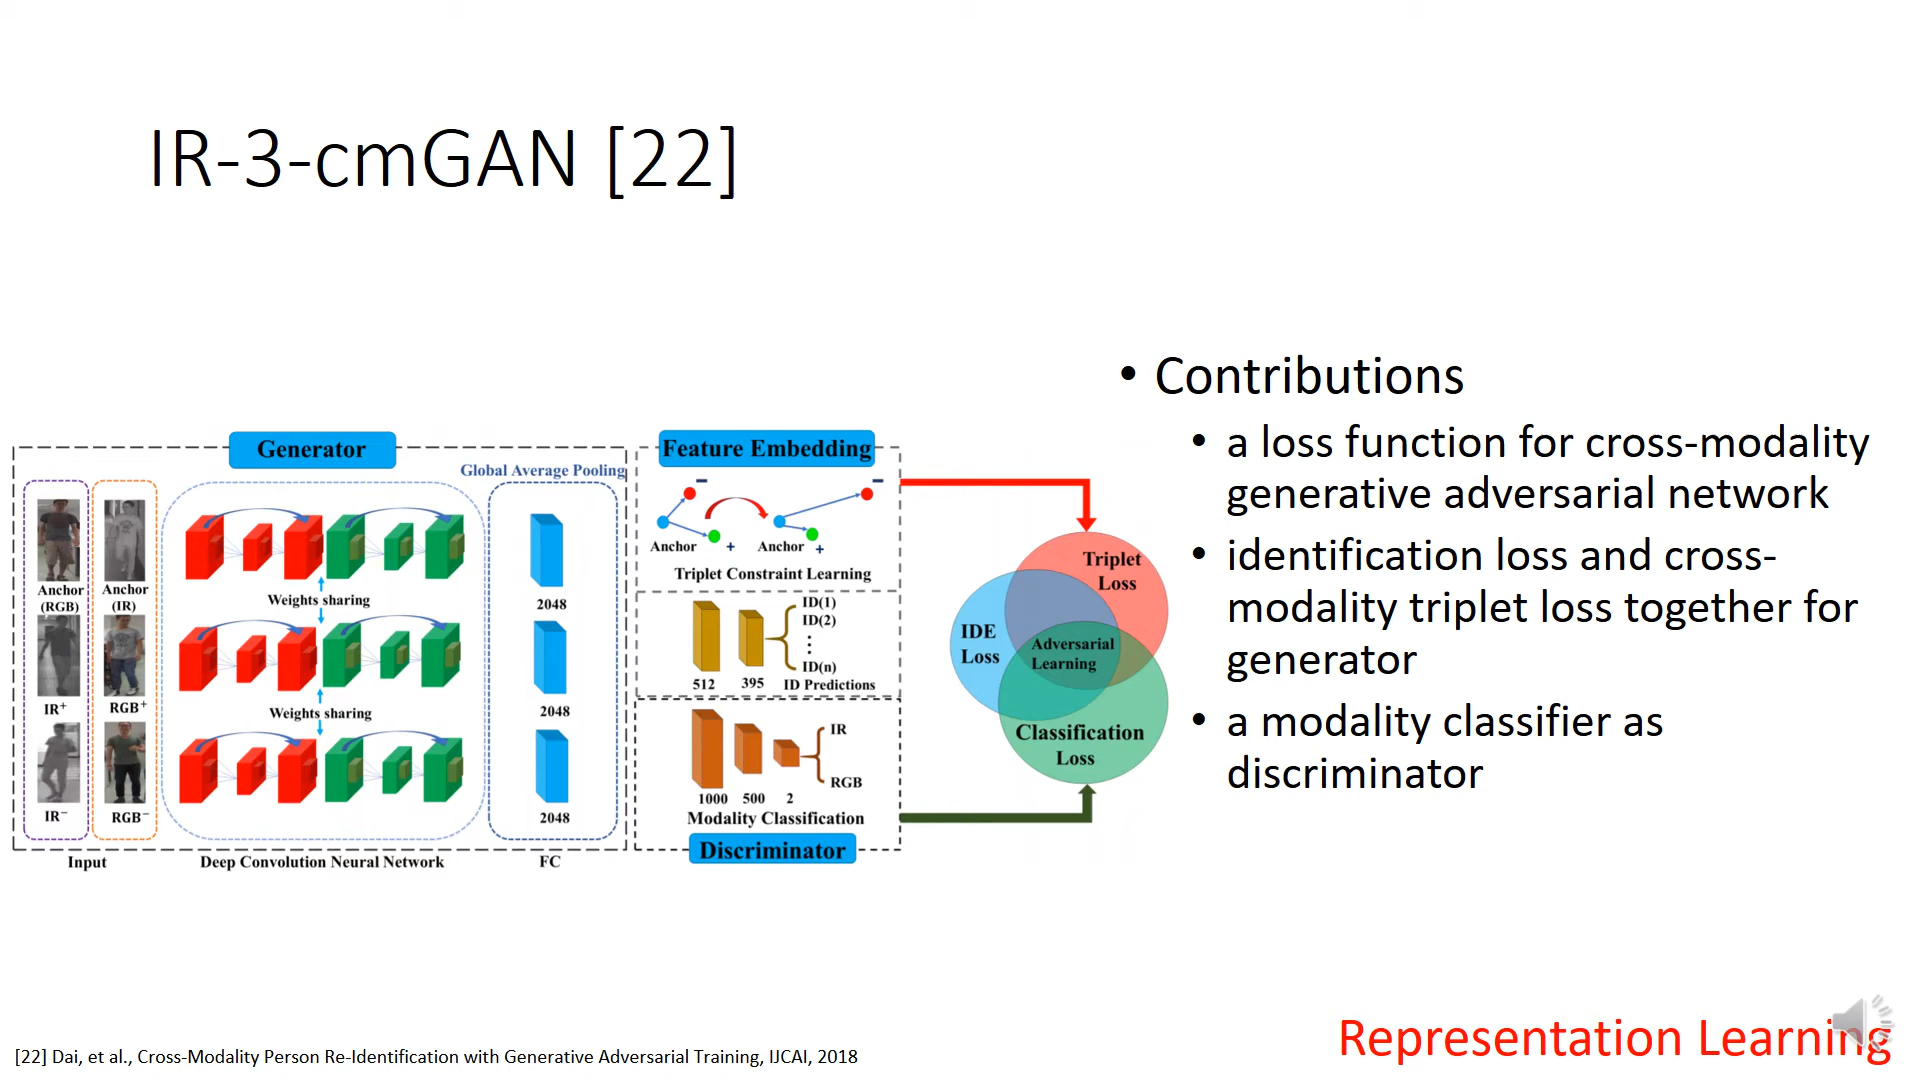 IR-3-cmGAN [22]
Generator
Global Average Pooling
Anchor
(RGB)
Anchor
(IR)
IR+
RGB+
IR−
RGB−
Weights sharing
Weights sharing
2048
2048
2048
Input
Deep Convolution Neural Network
FC
Feature Embedding
−
−
Anchor +
Anchor +
Triplet Constraint Learning
ID(1)
ID(2)
⋮
ID(n)
512
395
ID Predictions
IR
RGB
1000
500
2
Modality Classification
Discriminator
Triplet
Loss
IDE
Loss
Adversarial
Learning
Classification
Loss
• Contributions
• a loss function for cross-modality
generative adversarial network
• identification loss and cross-
modality triplet loss together for
generator
• a modality classifier as
discriminator
Representation Learning
[22] Dai, et al., Cross-Modality Person Re-Identification with Generative Adversarial Training, IJCAI, 2018